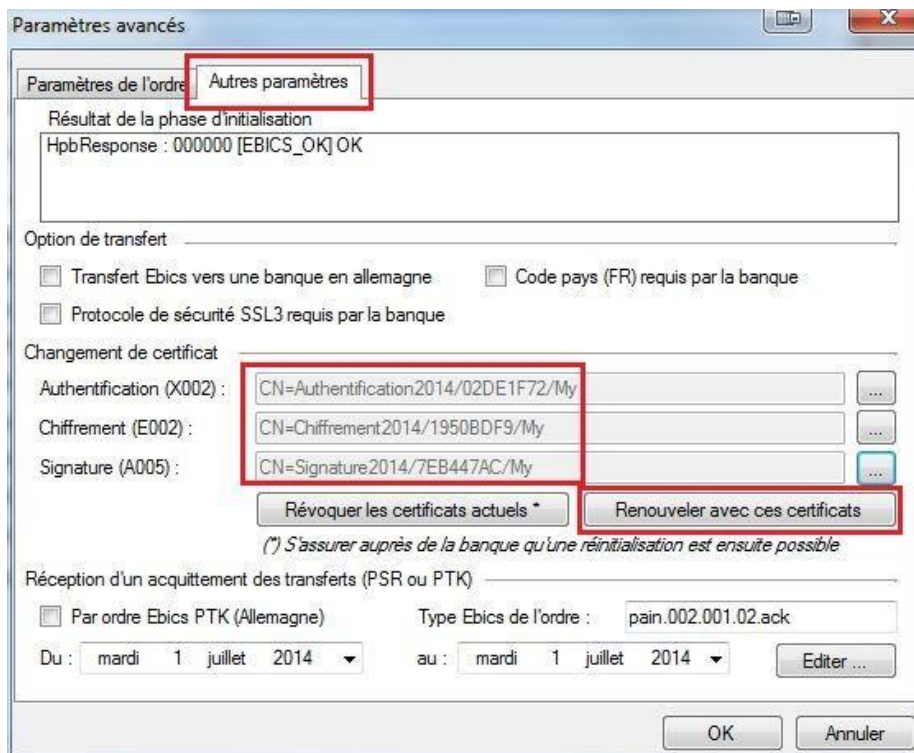 Paramètres avancés
Paramètres de l'ordre
Autres paramètres
Résultat de la phase d'initialisation
HpbResponse : 000000 [EBICS_OK] OK
Option de transfert
Transfert Ebics vers une banque en allemagne
Code pays (FR) requis par la banque
Protocole de sécurité SSL3 requis par la banque
Changement de certificat
Authentification (X002) : CN=Authentification2014/02DE1F72/My ...
Chiffrement (E002) : CN=Chiffrement2014/1950BDF9/My ...
Signature (A005) : CN=Signature2014/7EB447AC/My ...
Révoquer les certificats actuels *
Renouveler avec ces certificats
(*) S'assurer auprès de la banque qu'une réinitialisation est ensuite possible
Réception d'un acquittement des transferts (PSR ou PTK)
Par ordre Ebics PTK (Allemagne)
Type Ebics de l'ordre : pain.002.001.02.ack
Du : mardi 1 juillet 2014
au : mardi 1 juillet 2014
Editer ...
OK
Annuler